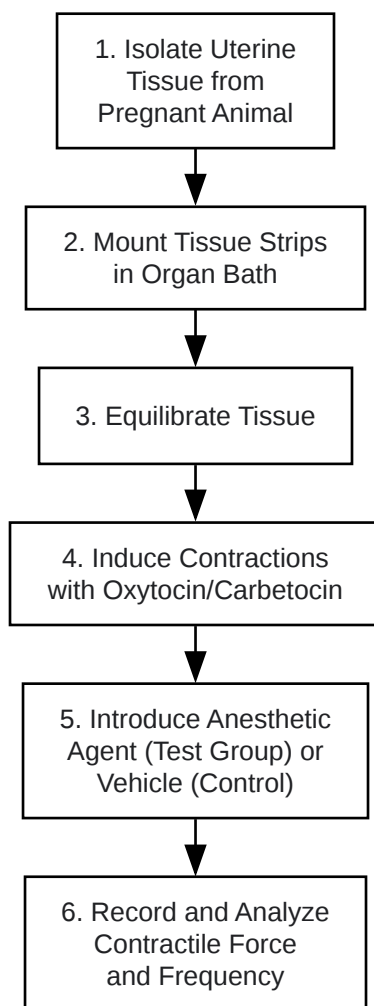 1. Isolate Uterine
Tissue from
Pregnant Animal
2. Mount Tissue Strips
in Organ Bath
3. Equilibrate Tissue
4. Induce Contractions
with Oxytocin/Carbetocin
5. Introduce Anesthetic
Agent (Test Group) or
Vehicle (Control)
6. Record and Analyze
Contractile Force
and Frequency